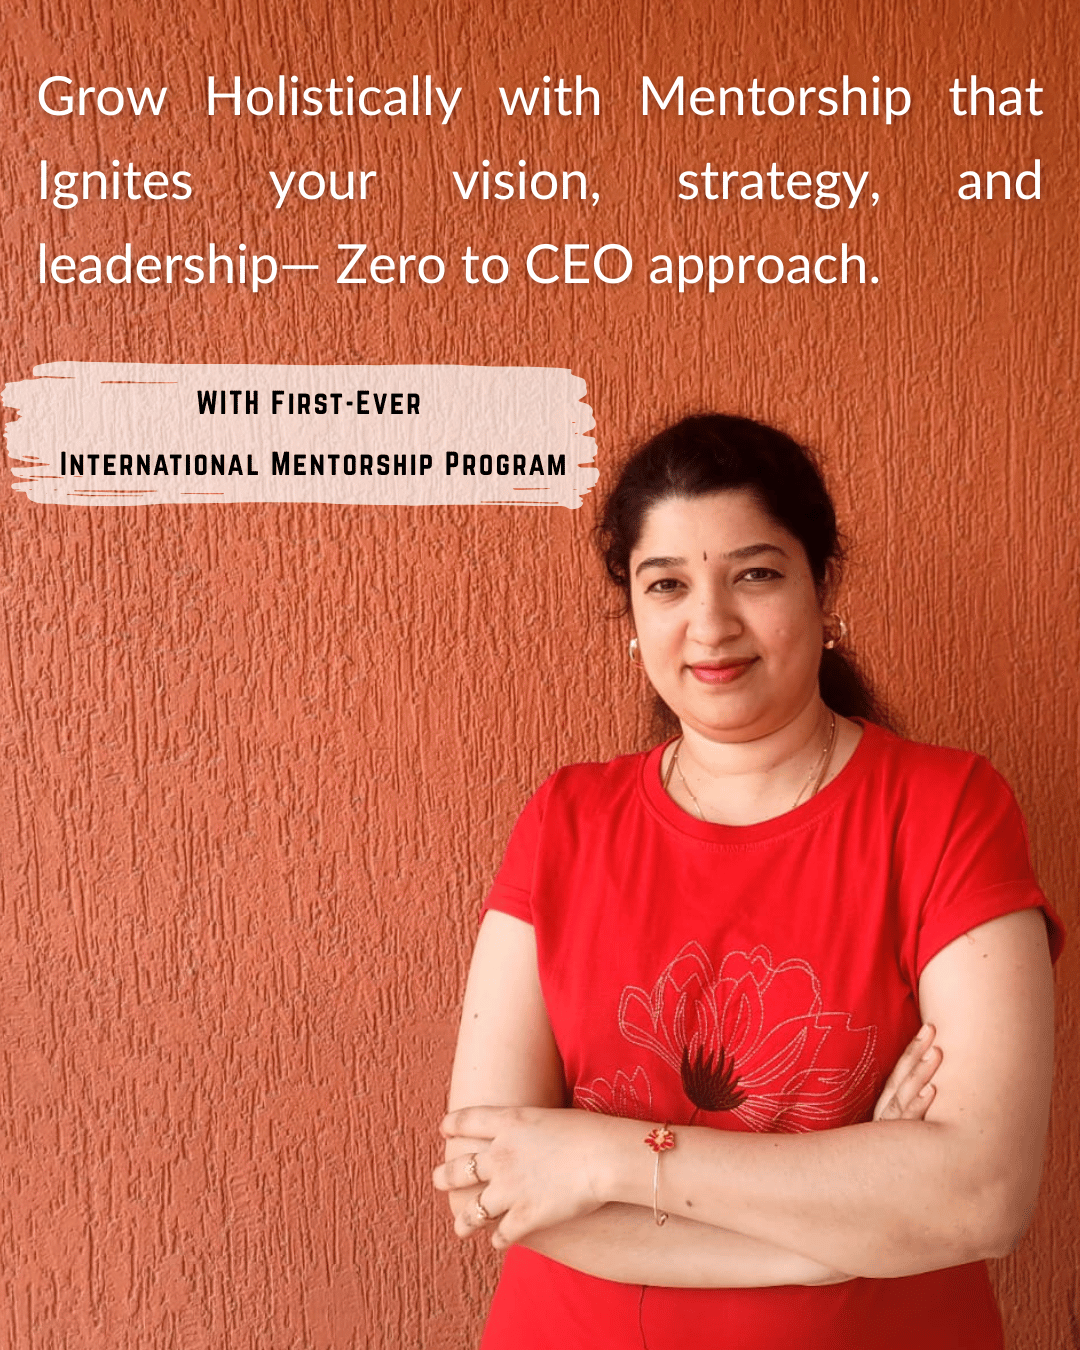 Grow Holistically with Mentorship that
Ignites your vision, strategy, and
leadership— Zero to CEO approach.
WITH First-Ever
International Mentorship Program